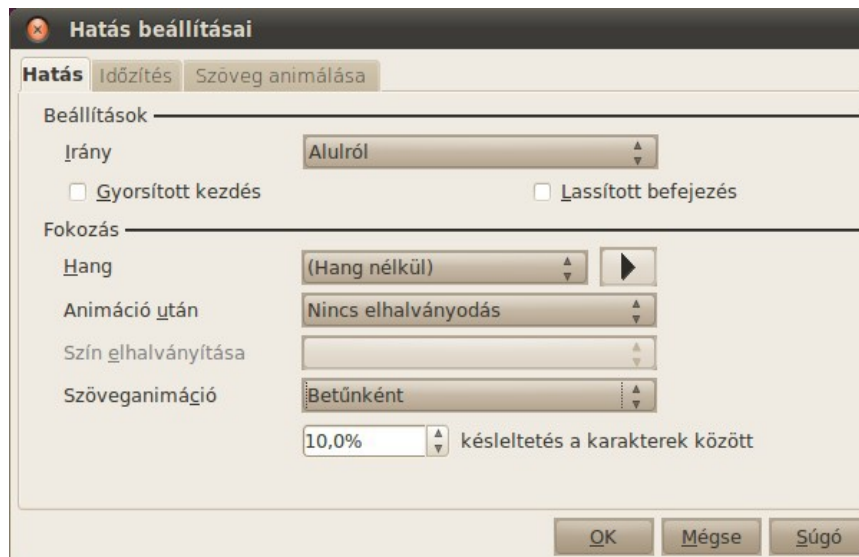 Hatás beállításai
Hatás Időzítés Szöveg animálása
Beállítások
Irány Alulról
Gyorsított kezdés Lassított befejezés
Fokozás
Hang (Hang nélkül)
Animáció után Nincs elhalványodás
Szín elhalványítása
Szöveganimáció Betűnként
10,0% késleltetés a karakterek között
OK Mégse Súgó